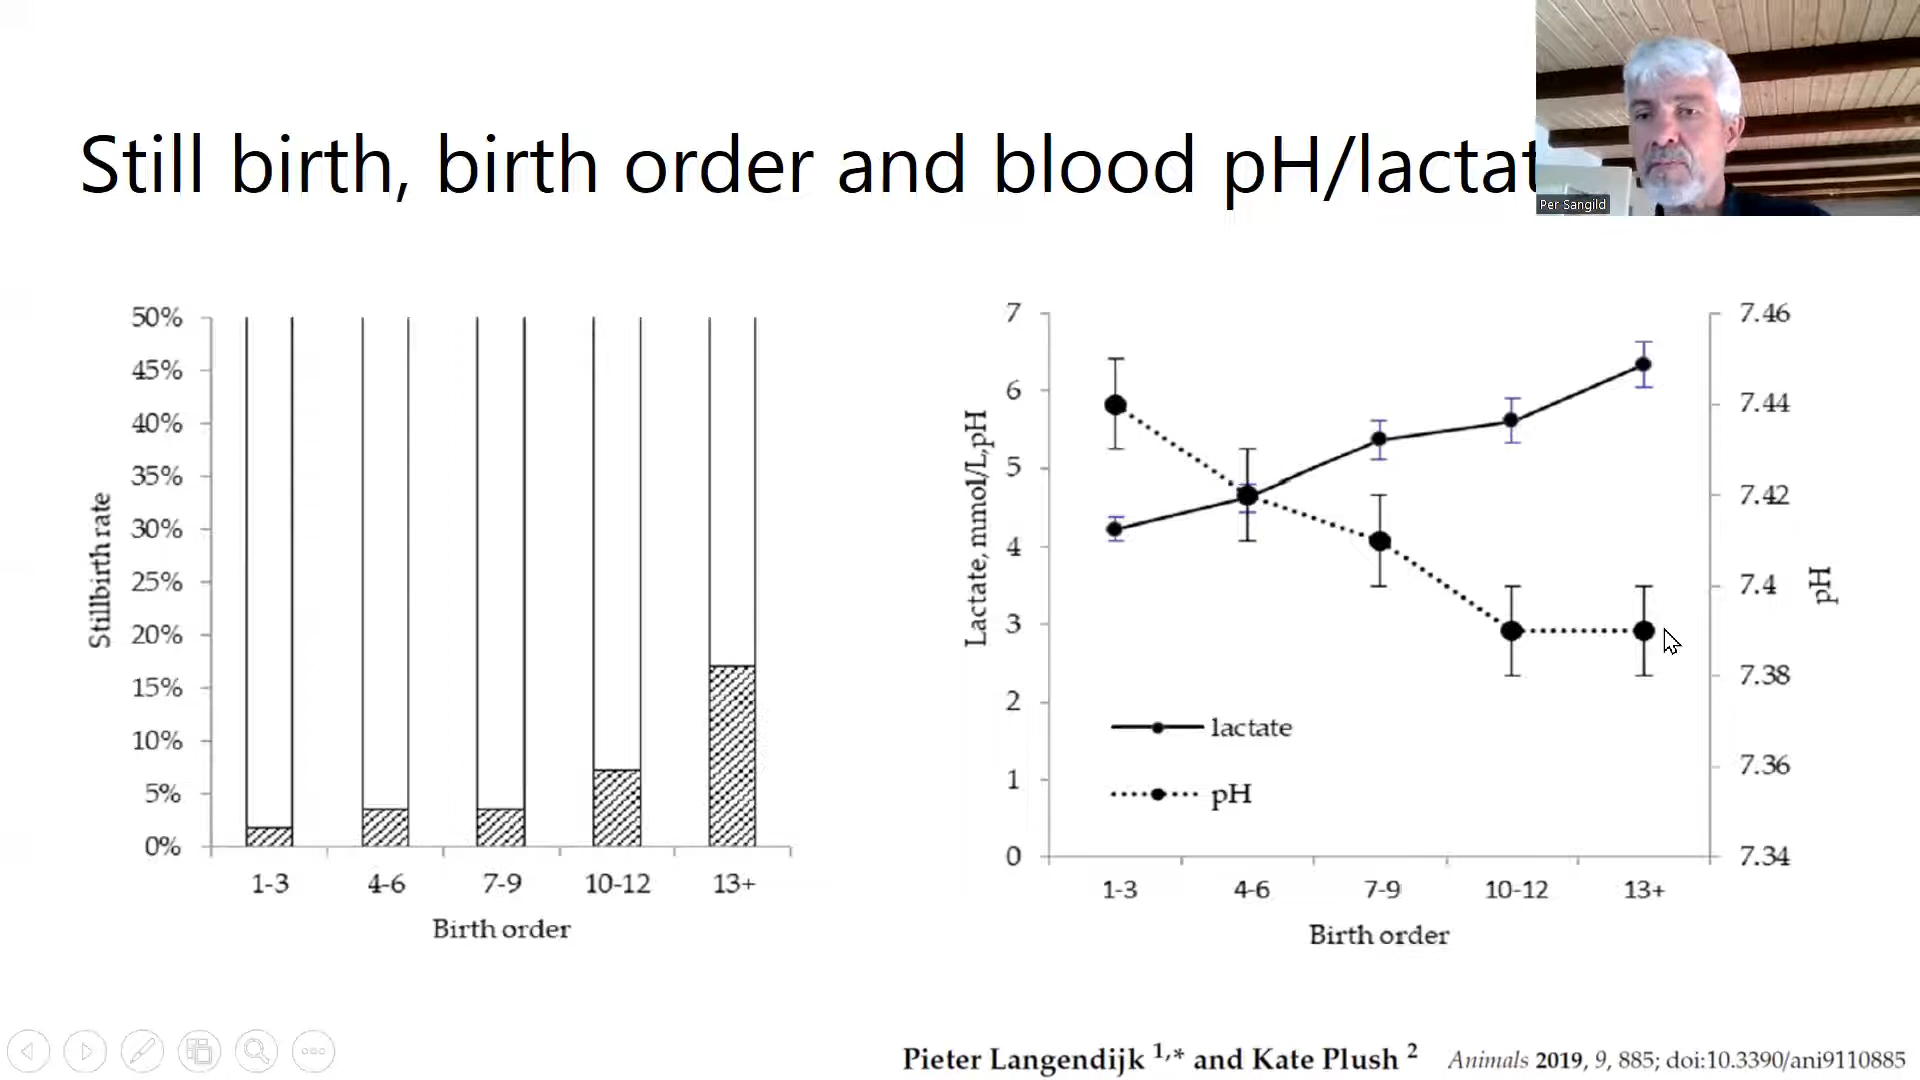 Still birth, birth order and blood pH/lactat
Per Sangild
50%
45%
40%
35%
30%
25%
20%
15%
10%
5%
0%
Stillbirth rate
1-3 4-6 7-9 10-12 13+
Birth order
7
6
5
4
3
2
1
0
Lactate, mmol/L,pH
lactate
pH
7.46
7.44
7.42
7.4
7.38
7.36
7.34
pH
1-3 4-6 7-9 10-12 13+
Birth order
Pieter Langendijk 1,* and Kate Plush 2 Animals 2019, 9, 885; doi:10.3390/ani9110885